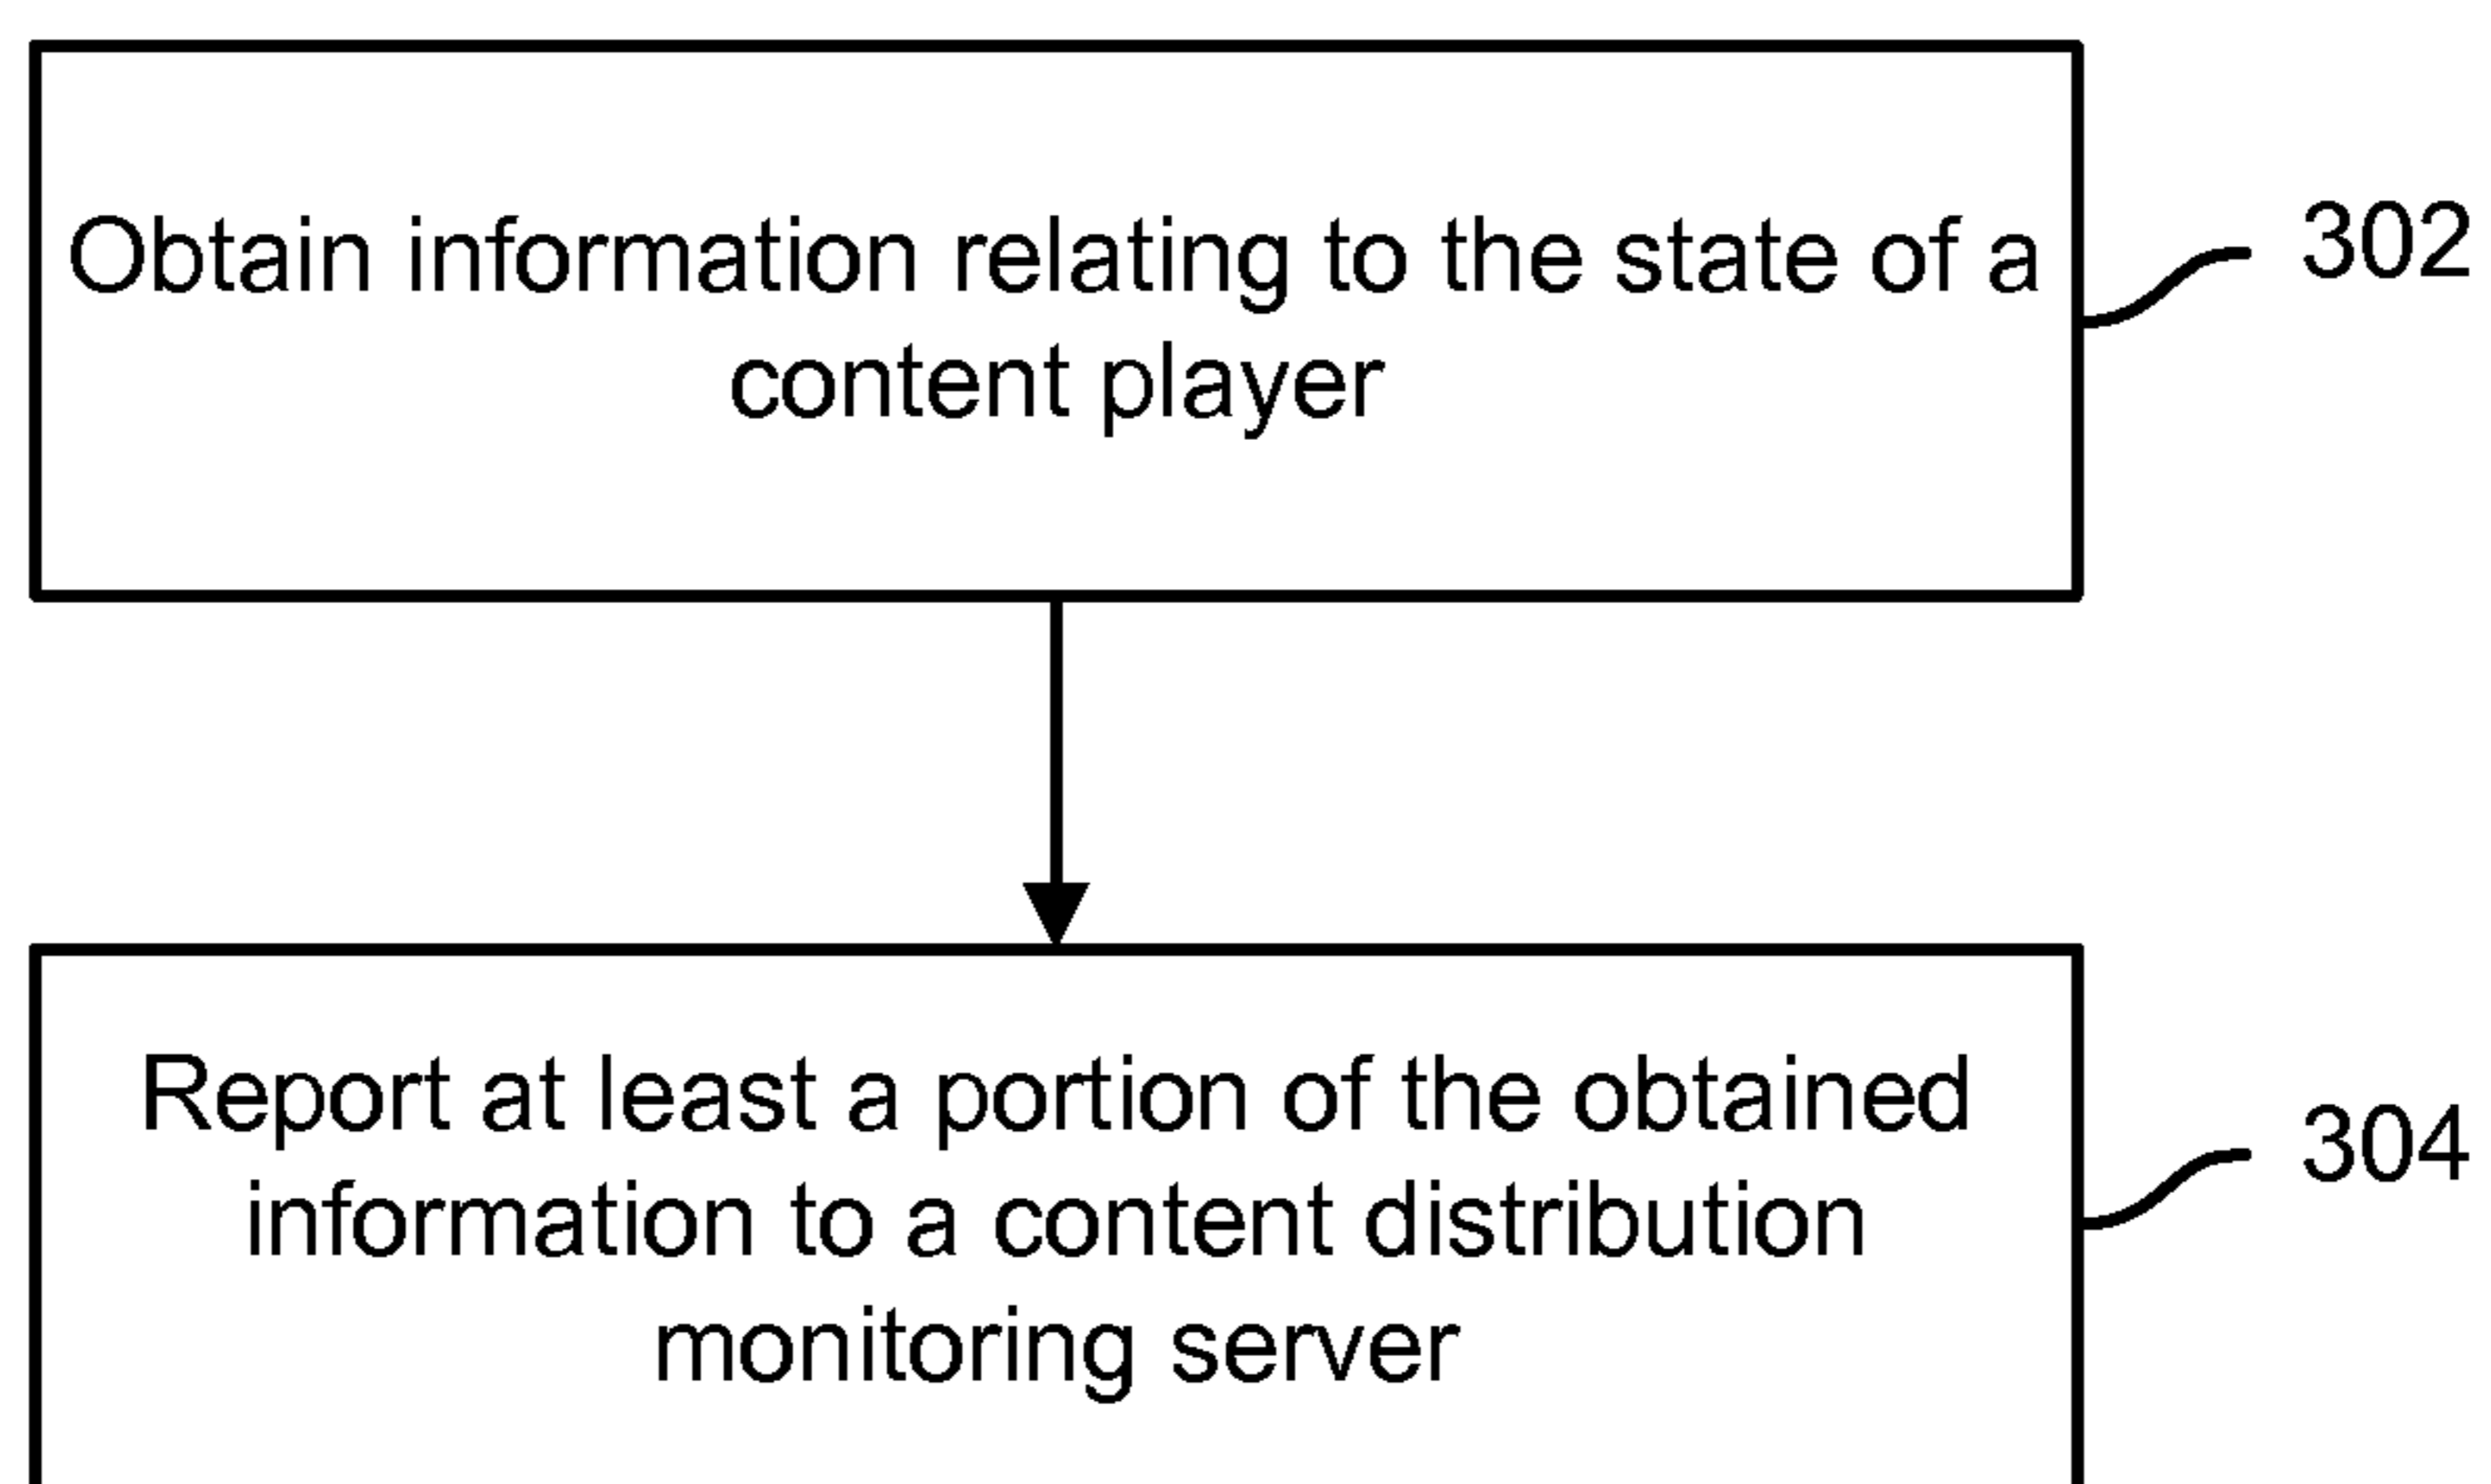 Obtain information relating to the state of a
content player
302
Report at least a portion of the obtained
information to a content distribution
monitoring server
304